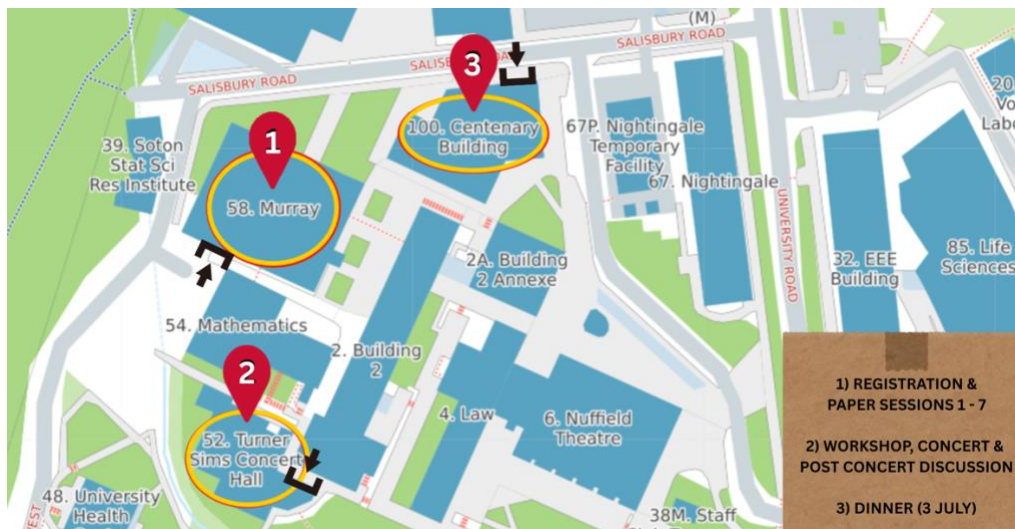 (M)
SALISBURY ROAD
SALISBURY ROAD
SALISBURY
3
1
39. Soton
Stat Sci
Res Institute
100. Centenary
Building
67P. Nightingale
Temporary
Facility
67. Nightingale
20
Vo
Labo
58. Murray
UNIVERSITY ROAD
2A. Building
2 Annexe
32. EEE
Building
85. Life
Sciences
54. Mathematics
2. Building
2
2
4. Law
6. Nuffield
Theatre
52. Turner
Sims Concert
Hall
48. University
Health
38M. Staff
1) REGISTRATION &
PAPER SESSIONS 1 - 7
2) WORKSHOP, CONCERT &
POST CONCERT DISCUSSION
3) DINNER (3 JULY)